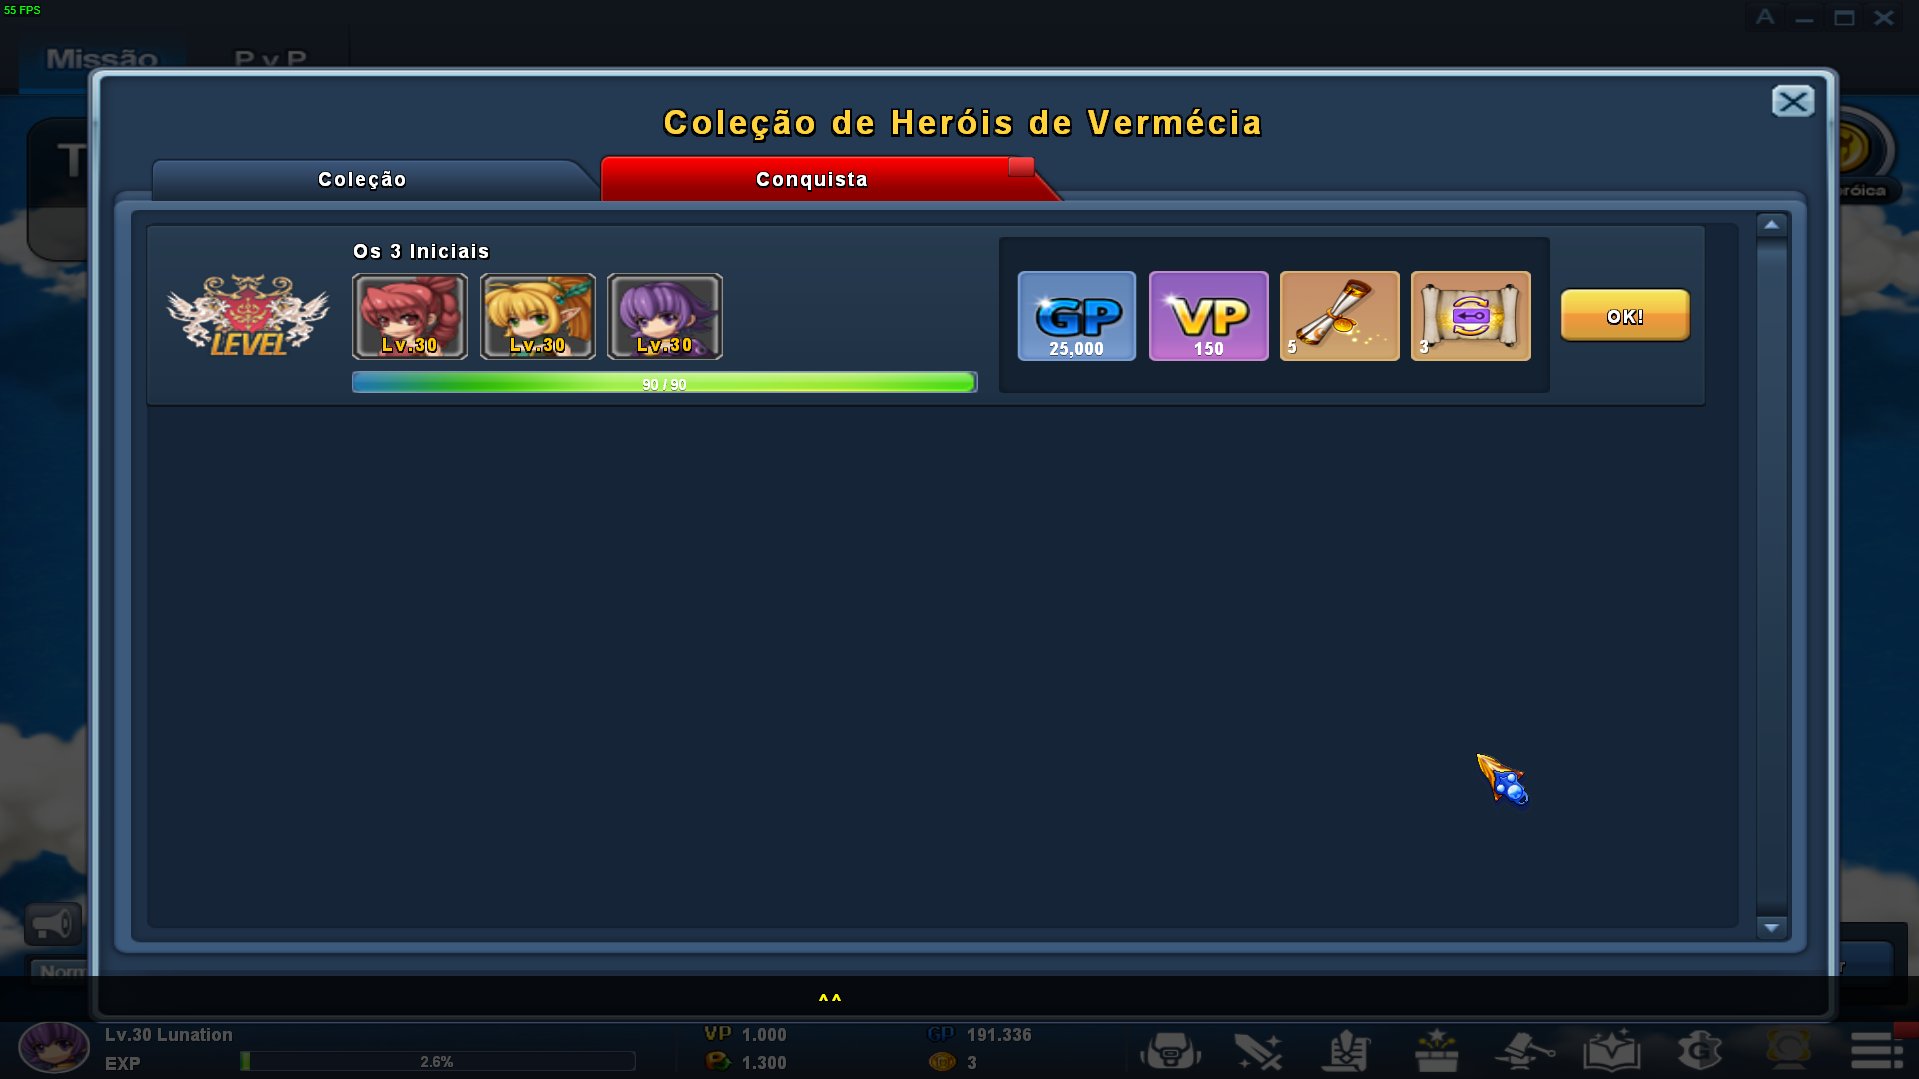 55 FPS
A
Missão
P v P
Coleção de Heróis de Vermécia
Coleção
Conquista
Os 3 Iniciais
LEVEL
Lv.30
Lv.30
Lv.30
90 / 90
GP
25,000
VP
150
5
3
OK!
T
róica
Norm
r
^^
Lv.30 Lunation
EXP
2.6%
VP 1.000
1.300
GP 191.336
3
G